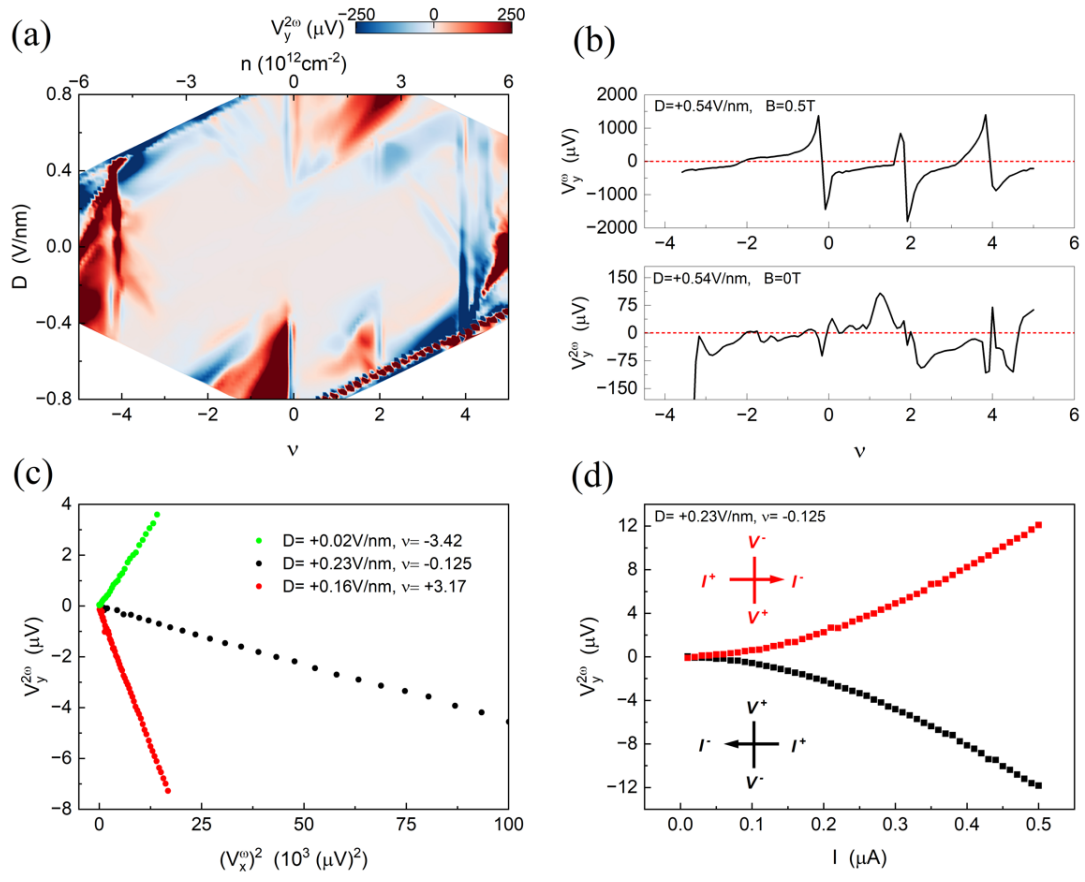 (a)
V_y^2ω (μV)
−250 0 250
n (10^12cm^-2)
−6 −3 0 3 6
0.8
0.4
0.0
−0.4
−0.8
D (V/nm)
−4 −2 0 2 4
ν
(b)
D=+0.54V/nm, B=0.5T
2000
1000
0
−1000
−2000
V_y^ω (μV)
−4 −2 0 2 4 6
D=+0.54V/nm, B=0T
150
75
0
−75
−150
V_y^2ω (μV)
−4 −2 0 2 4 6
ν
(c)
4
2
0
−2
−4
−6
−8
V_y^2ω (μV)
D= +0.02V/nm, ν= -3.42
D= +0.23V/nm, ν= -0.125
D= +0.16V/nm, ν= +3.17
0 25 50 75 100
(V_x^ω)^2 (10^3 (μV)^2)
(d)
D= +0.23V/nm, ν= -0.125
12
8
4
0
−4
−8
−12
V_y^2ω (μV)
V^-
I^+ I^-
V^+
V^+
I^- I^+
V^-
0.0 0.1 0.2 0.3 0.4 0.5
I (μA)